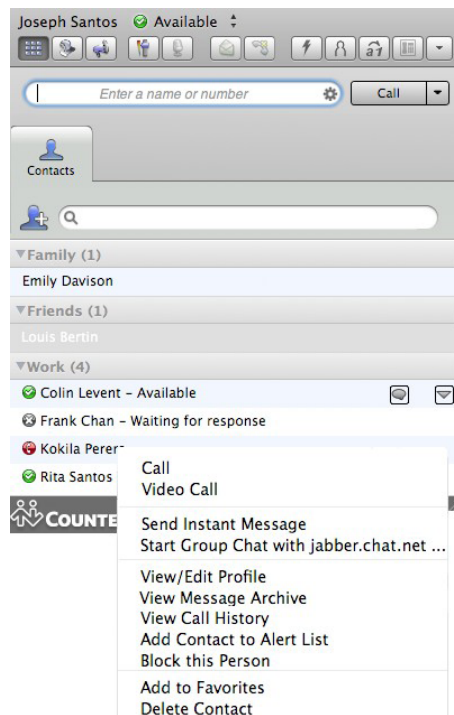 Joseph Santos Available
Enter a name or number
Call
Contacts
Family (1)
Emily Davison
Friends (1)
Louis Bertin
Work (4)
Colin Levent – Available
Frank Chan – Waiting for response
Kokila Perera
Rita Santos
COUNTE
Call
Video Call
Send Instant Message
Start Group Chat with jabber.chat.net ...
View/Edit Profile
View Message Archive
View Call History
Add Contact to Alert List
Block this Person
Add to Favorites
Delete Contact